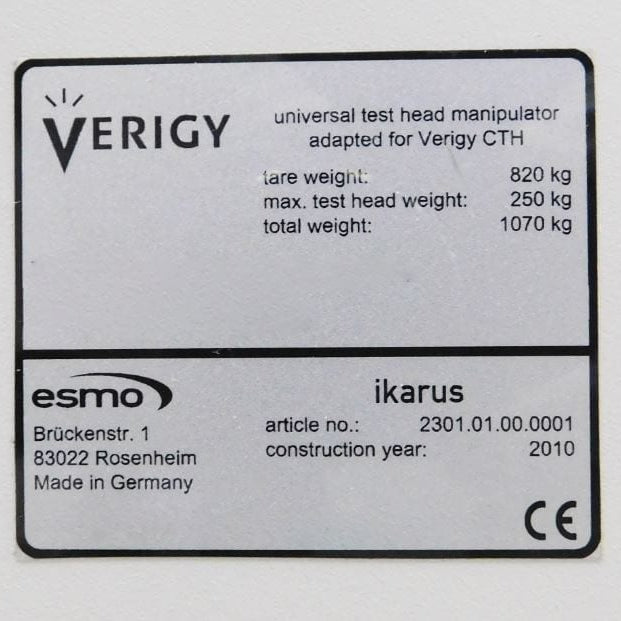 VERIGY
universal test head manipulator
adapted for Verigy CTH
tare weight: 820 kg
max. test head weight: 250 kg
total weight: 1070 kg
esmo
Brückenstr. 1
83022 Rosenheim
Made in Germany
ikarus
article no.: 2301.01.00.0001
construction year: 2010
CE